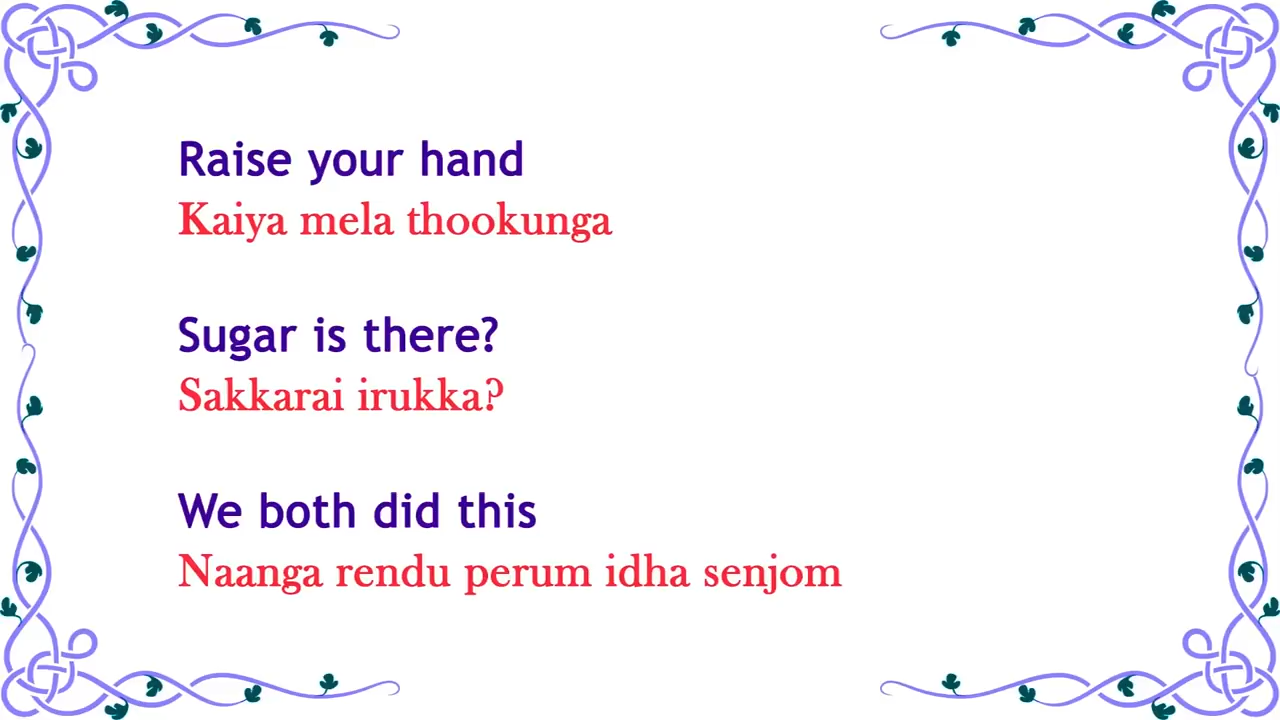 Raise your hand
Kaiya mela thookunga
Sugar is there?
Sakkarai irukka?
We both did this
Naanga rendu perum idha senjom